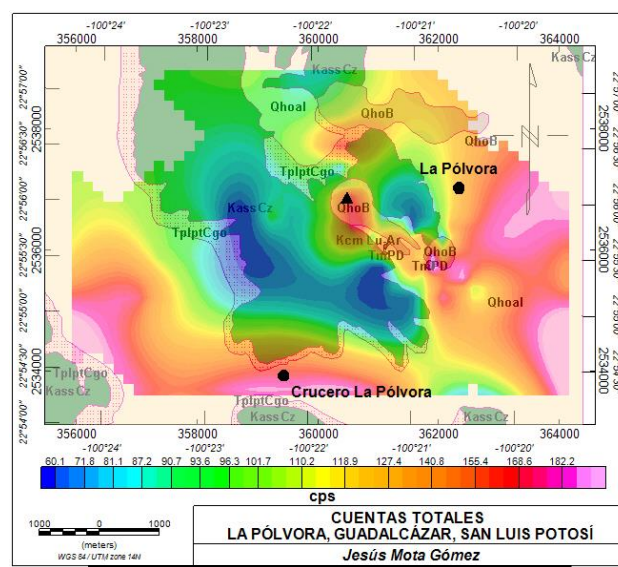 -100°24' -100°23' -100°22' -100°21' -100°20'
356000 358000 360000 362000 364000
Kass Cz
Kass Cz
22°57'00"
2538000
Qhoal
QhoB
2538000
22°56'30"
QhoB
N
TplptCgo
La Pólvora
22°56'00"
Kass Cz
QhoB
TplptCgo
Kcm Lu-Ar
TmPD
QhoB
TmPD
2536000
2536000
22°55'30"
Qhoal
22°55'00"
22°54'30"
2534000
2534000
TplptCgo
Kass Cz
Crucero La Pólvora
TplptCgo
Kass Cz
Kass Cz
22°54'00"
356000 358000 360000 362000 364000
-100°24' -100°23' -100°22' -100°21' -100°20'
60.1 71.8 81.1 87.2 90.7 93.6 96.3 101.7 110.2 118.9 127.4 140.8 155.4 168.6 182.2
cps
1000 0 1000
(meters)
WGS 84 / UTM zone 14N
CUENTAS TOTALES
LA PÓLVORA, GUADALCÁZAR, SAN LUIS POTOSÍ
Jesús Mota Gómez